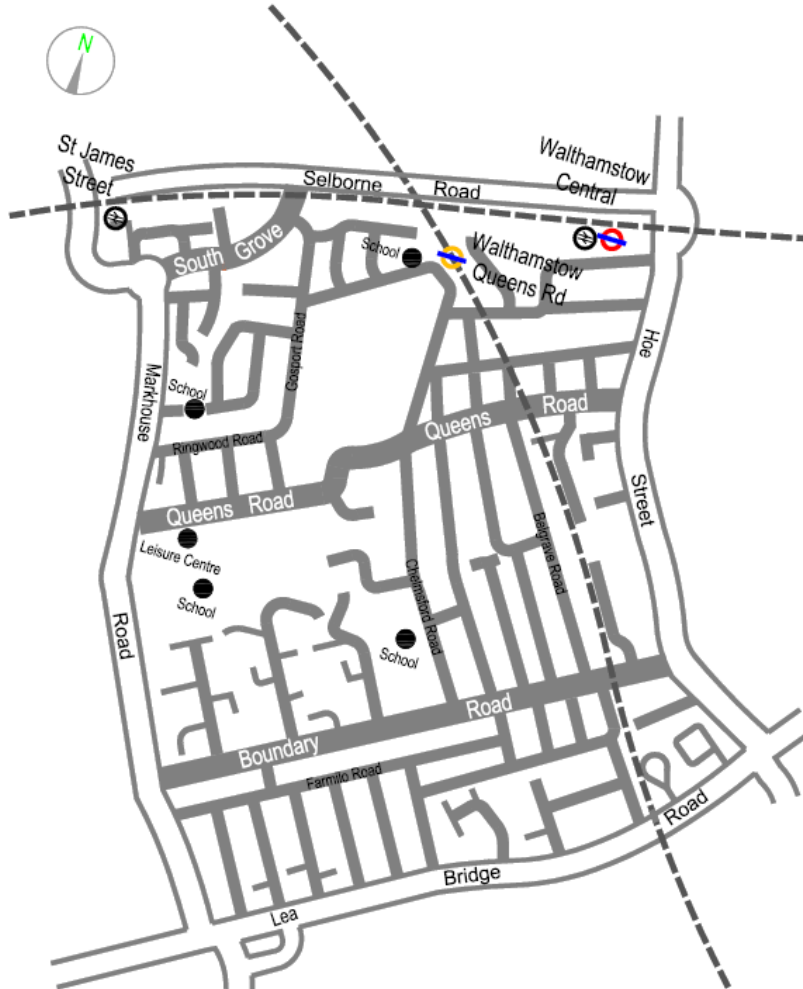 N
St James
Street
Walthamstow
Central
Selborne Road
South Grove
School
Walthamstow
Queens Rd
Hoe
Gosport Road
Markhouse
School
Queens Road
Ringwood Road
Street
Queens Road
Belgrave Road
Leisure Centre
School
Chelmsford Road
Road
School
Boundary Road
Farmilo Road
Road
Bridge
Lea